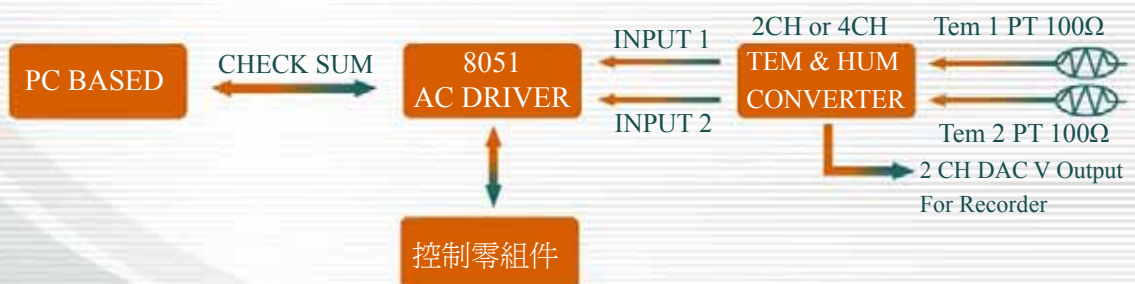 PC BASED
CHECK SUM
8051
AC DRIVER
INPUT 1
INPUT 2
2CH or 4CH
TEM & HUM
CONVERTER
Tem 1 PT 100Ω
Tem 2 PT 100Ω
2 CH DAC V Output
For Recorder
控制零組件